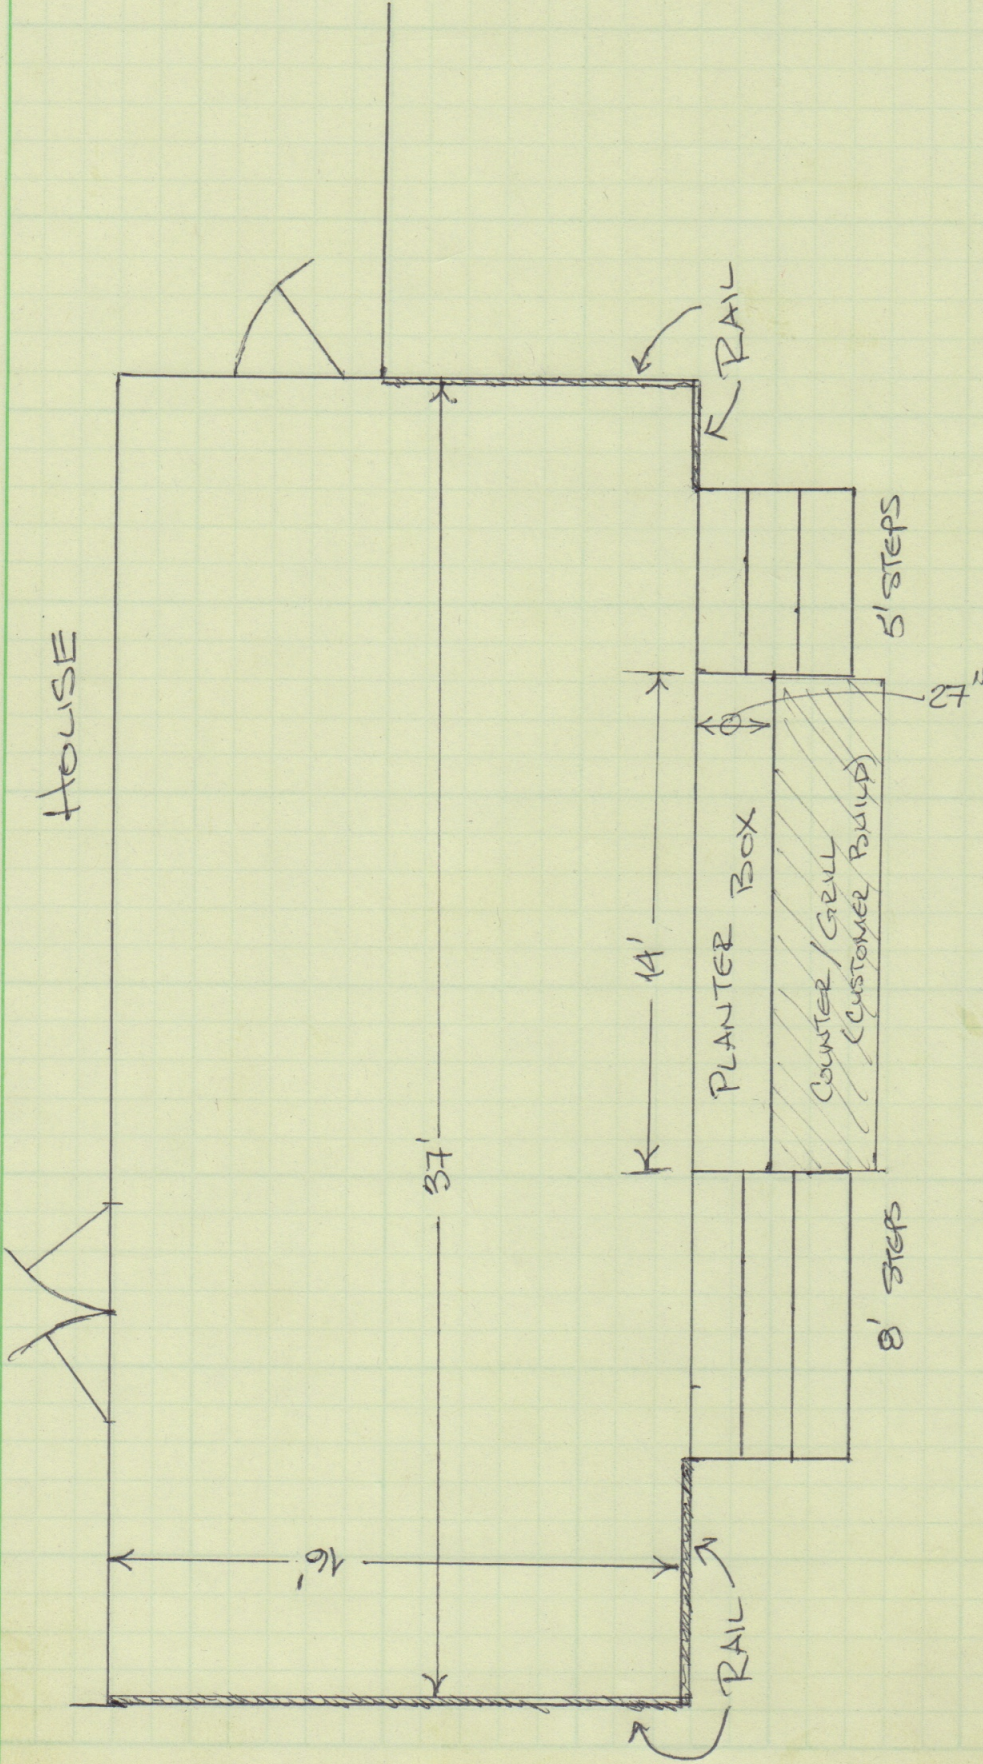 HOUSE
RAIL
5' STEPS
27"
14'
PLANTER BOX
COUNTER/GRILL
(CUSTOMER BUILD)
37'
8' STEPS
16'
RAIL